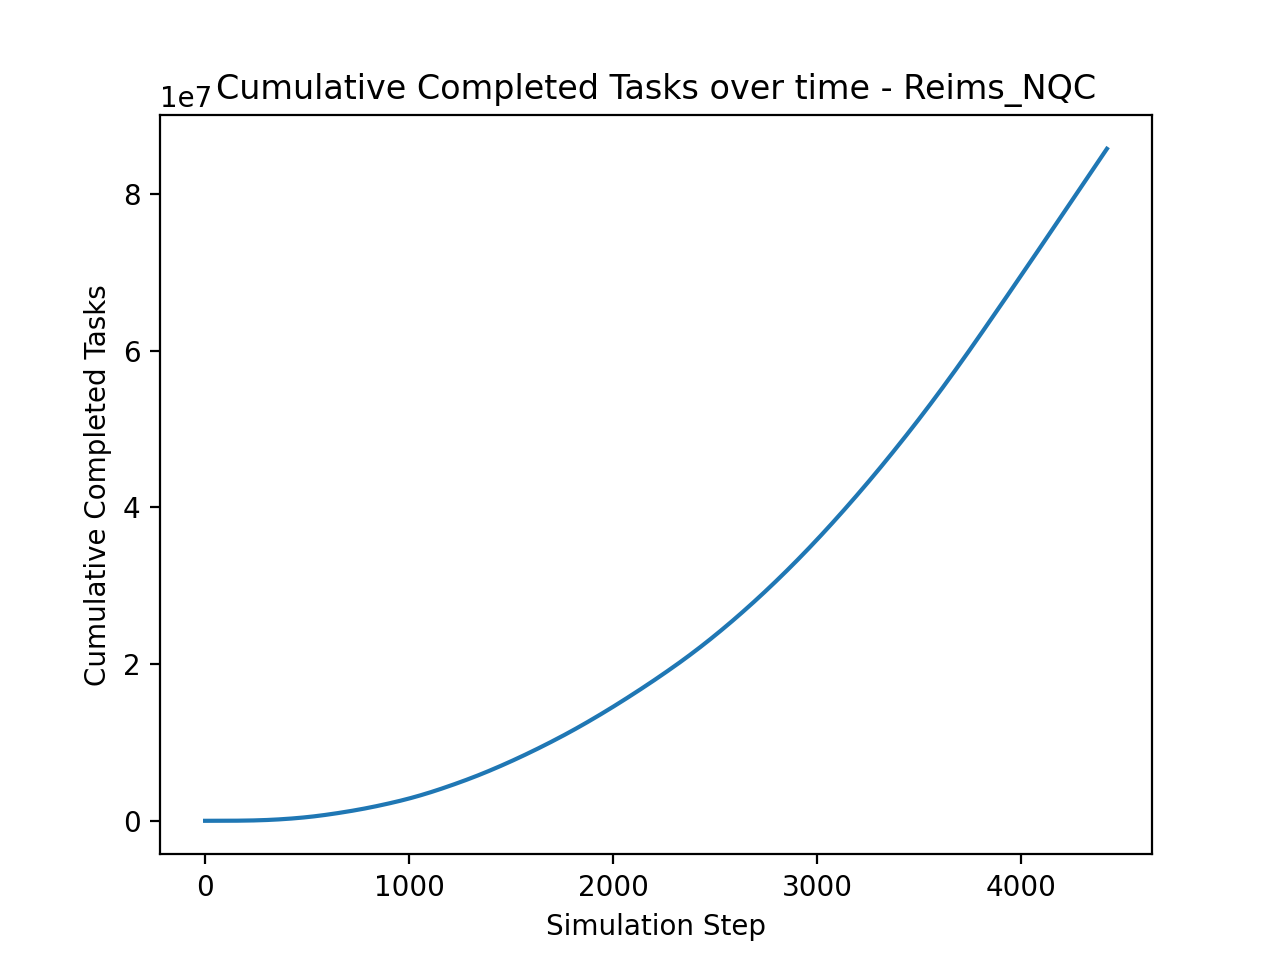 1e7
Cumulative Completed Tasks over time - Reims_NQC
Cumulative Completed Tasks
8
6
4
2
0
0 1000 2000 3000 4000
Simulation Step